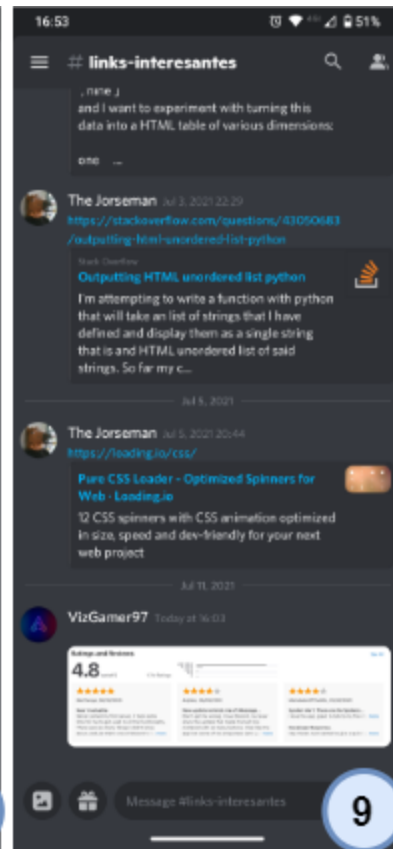 16:53
51%
# links-interesantes
, nine ]
and I want to experiment with turning this
data into a HTML table of various dimensions:
one ...
The Jorseman Jul 3, 2021 22:29
https://stackoverflow.com/questions/43050683
/outputting-html-unordered-list-python
Stack Overflow
Outputting HTML unordered list python
I'm attempting to write a function with python
that will take an list of strings that I have
defined and display them as a single string
that is and HTML unordered list of said
strings. So far my c...
Jul 5, 2021
The Jorseman Jul 5, 2021 20:44
https://loading.io/css/
Pure CSS Loader - Optimized Spinners for
Web · Loading.io
12 CSS spinners with CSS animation optimized
in size, speed and dev-friendly for your next
web project
Jul 11, 2021
VizGamer97 Today at 16:03
Ratings and Reviews
4.8
Message #links-interesantes
9